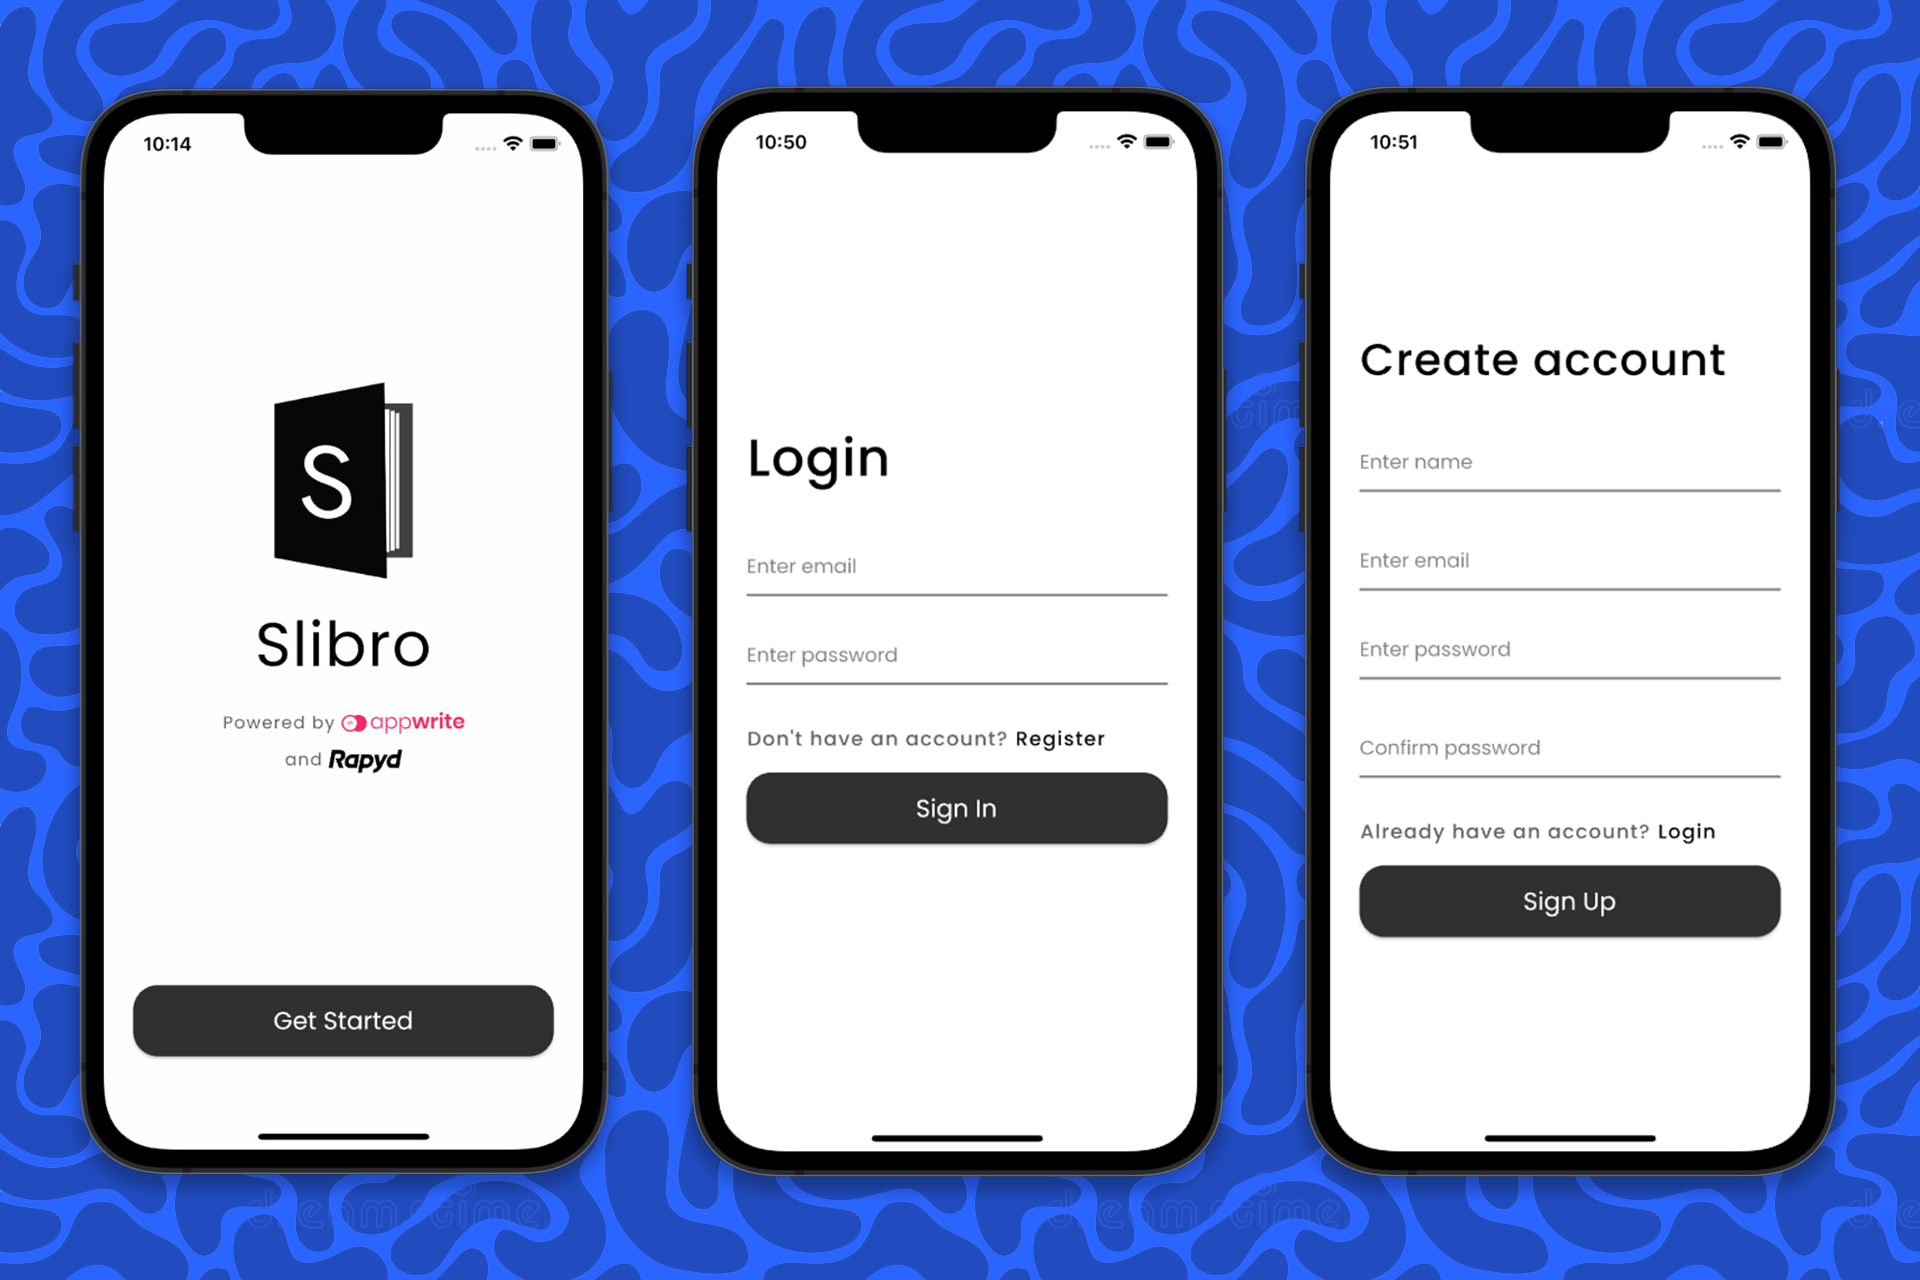 10:14
S
Slibro
Powered by appwrite
and Rapyd
Get Started
10:50
Login
Enter email
Enter password
Don't have an account? Register
Sign In
10:51
Create account
Enter name
Enter email
Enter password
Confirm password
Already have an account? Login
Sign Up
dreamstime
dreamstime